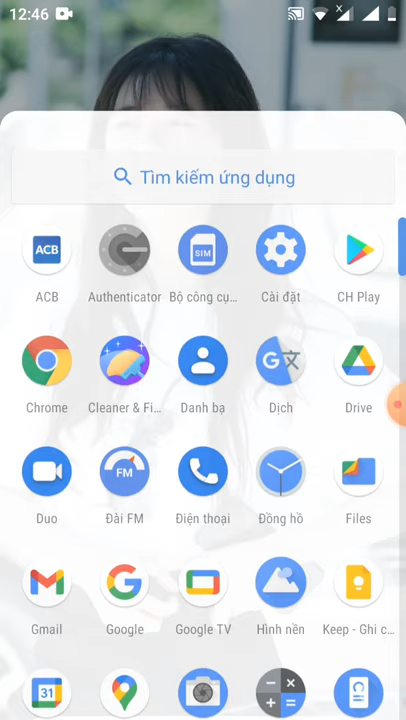 12:46
Tìm kiếm ứng dụng
ACB
SIM
ACB
Authenticator
Bộ công cụ...
Cài đặt
CH Play
G文
Chrome
Cleaner & Fi...
Danh bạ
Dịch
Drive
FM
Duo
Đài FM
Điện thoại
Đồng hồ
Files
G
Gmail
Google
Google TV
Hình nền
Keep - Ghi c...
31